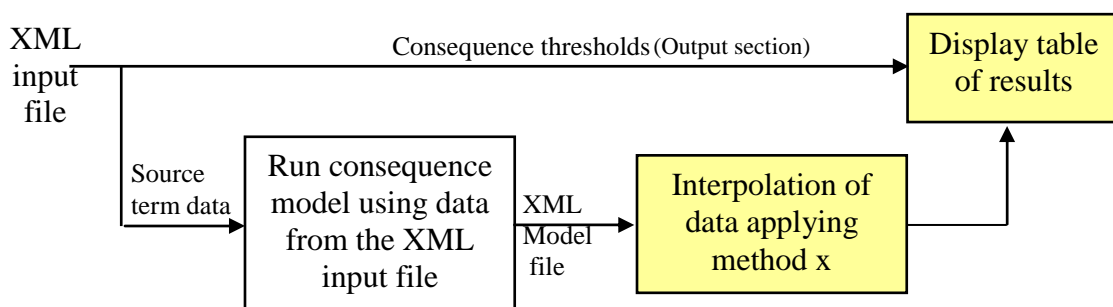 XML
input
file
Consequence thresholds (Output section)
Display table
of results
Source
term data
Run consequence
model using data
from the XML
input file
XML
Model
file
Interpolation of
data applying
method x